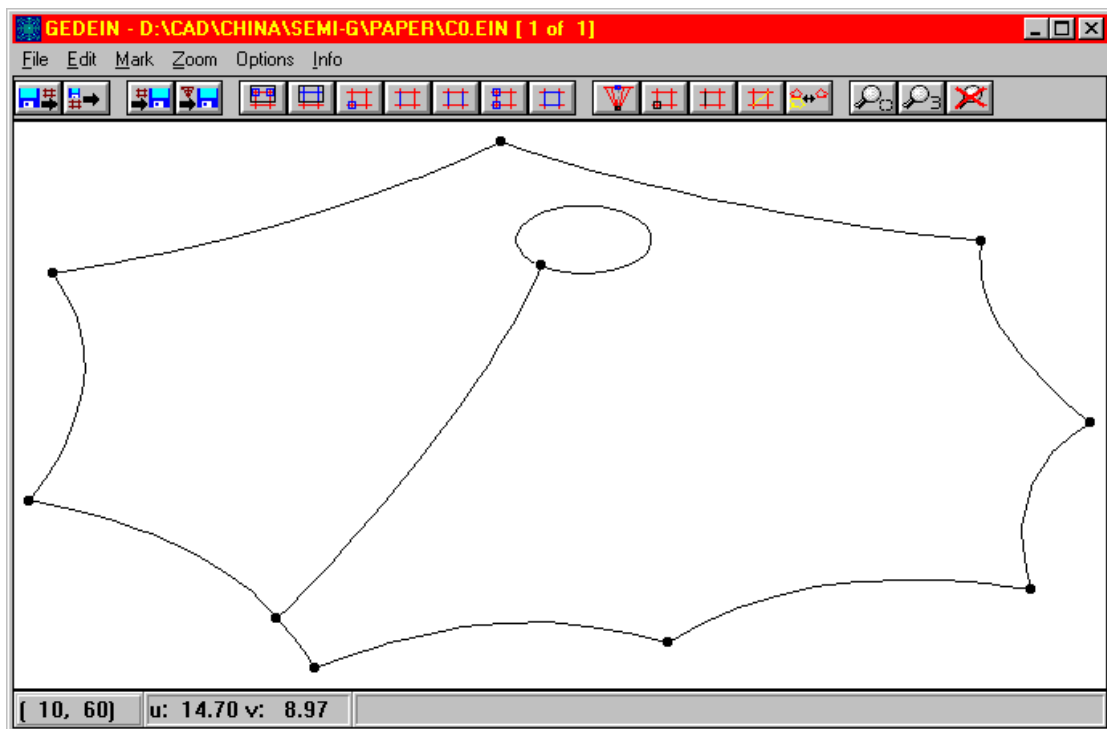 GEDEIN - D:\CAD\CHINA\SEMI-G\PAPER\C0.EIN [ 1 of 1]
File Edit Mark Zoom Options Info
( 10, 60) u: 14.70 v: 8.97